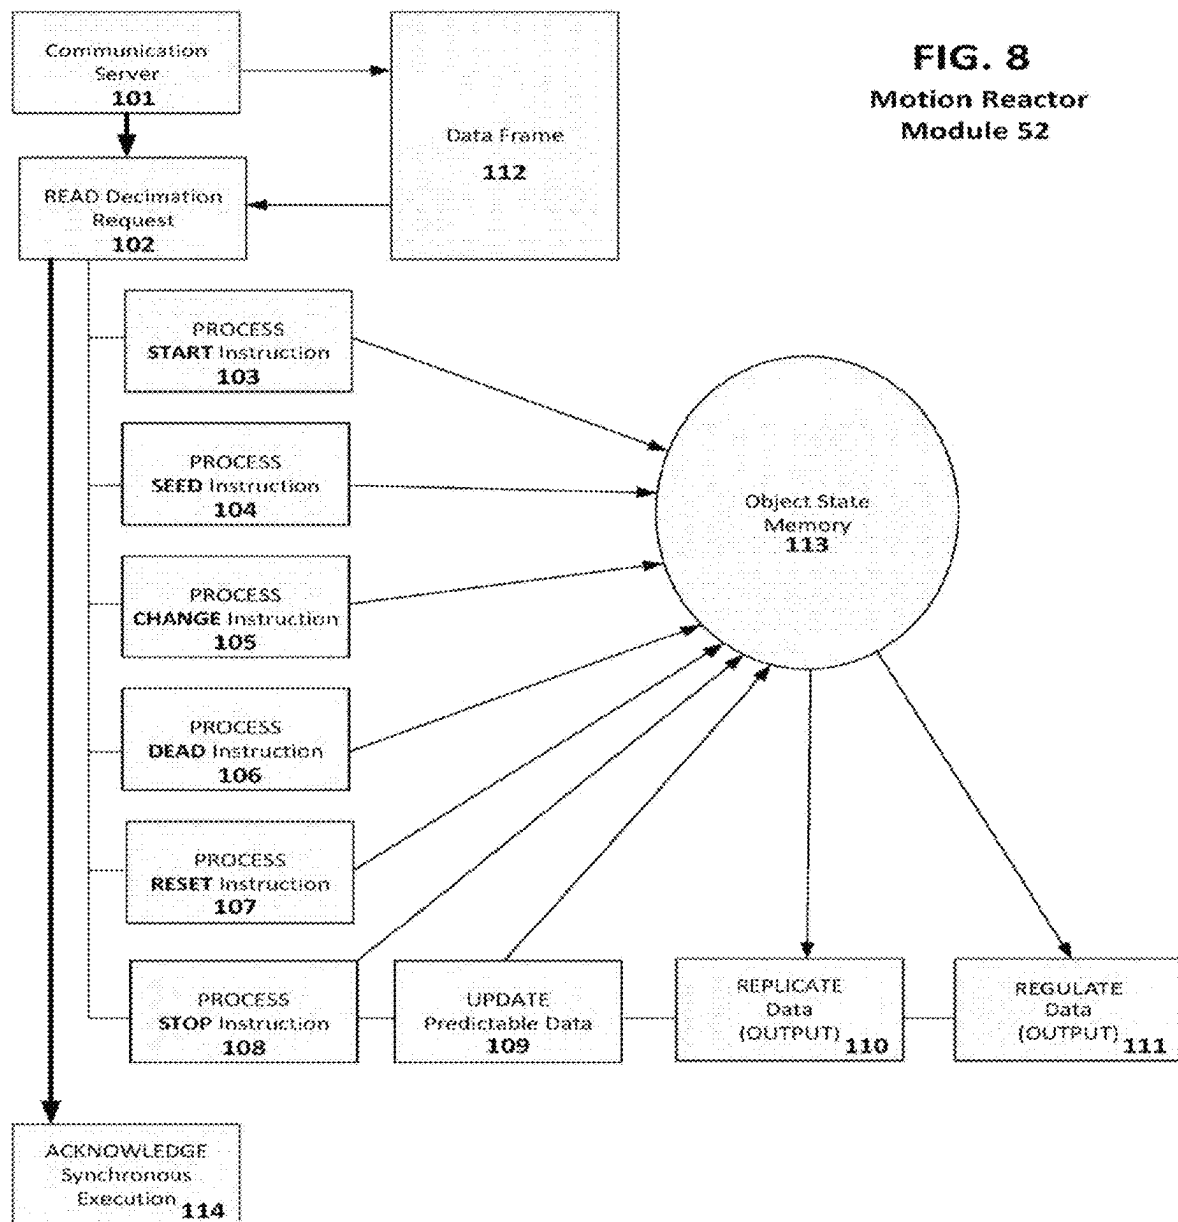 Communication
Server
101
FIG. 8
Motion Reactor
Module 52
Data Frame
112
READ Decimation
Request
102
PROCESS
START Instruction
103
PROCESS
SEED Instruction
104
Object State
Memory
113
PROCESS
CHANGE Instruction
105
PROCESS
DEAD Instruction
106
PROCESS
RESET Instruction
107
PROCESS
STOP Instruction
108
UPDATE
Predictable Data
109
REPLICATE
Data
(OUTPUT) 110
REGULATE
Data
(OUTPUT) 111
ACKNOWLEDGE
Synchronous
Execution 114